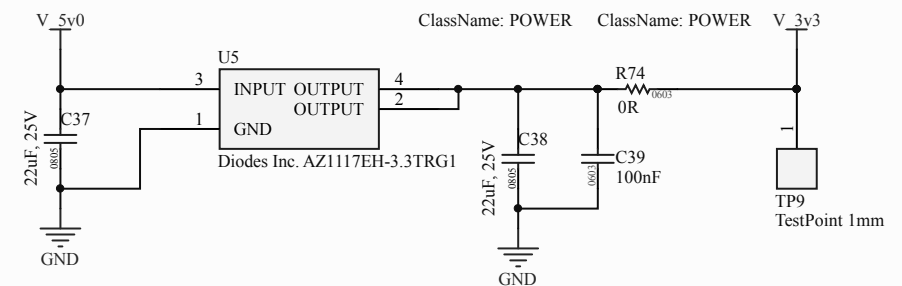 V_5v0
ClassName: POWER
ClassName: POWER
V_3v3
U5
3
INPUT
OUTPUT
4
OUTPUT
2
1
GND
Diodes Inc. AZ1117EH-3.3TRG1
C37
22uF, 25V
0805
GND
C38
22uF, 25V
0805
C39
100nF
0603
GND
R74
0R
0603
1
TP9
TestPoint 1mm